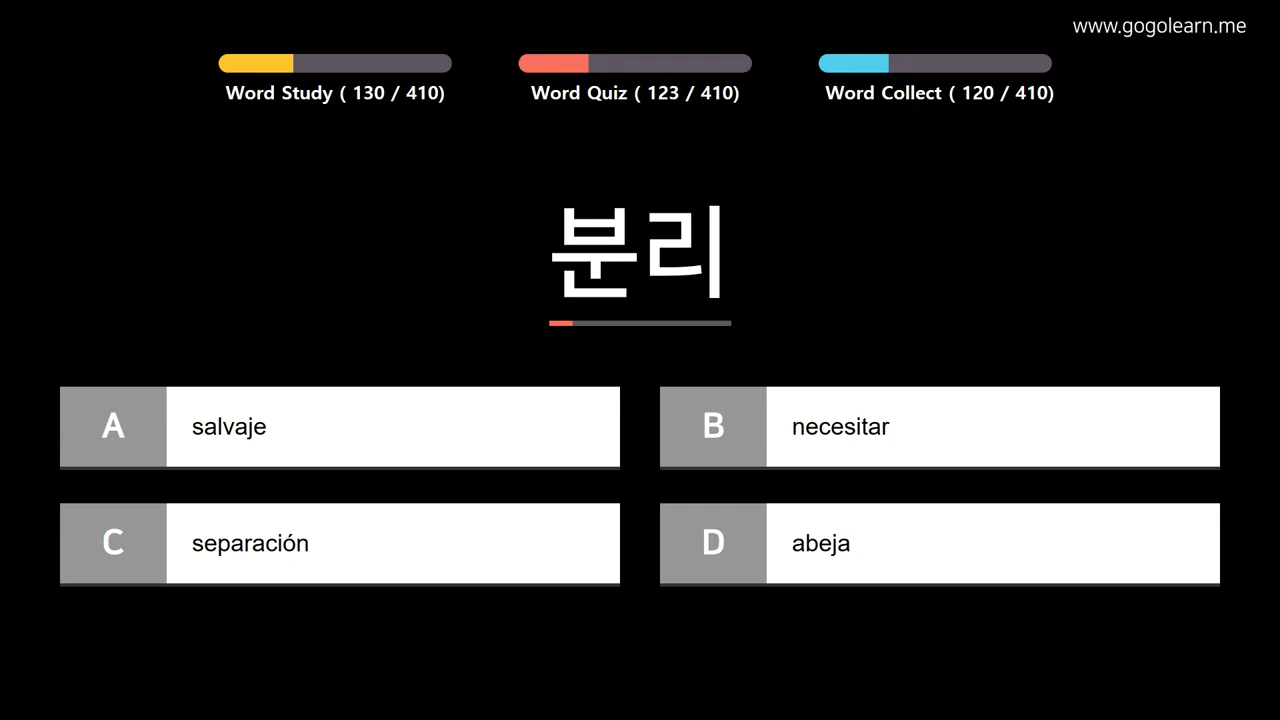 www.gogolearn.me
Word Study ( 130 / 410)
Word Quiz ( 123 / 410)
Word Collect ( 120 / 410)
분리
A salvaje
B necesitar
C separación
D abeja